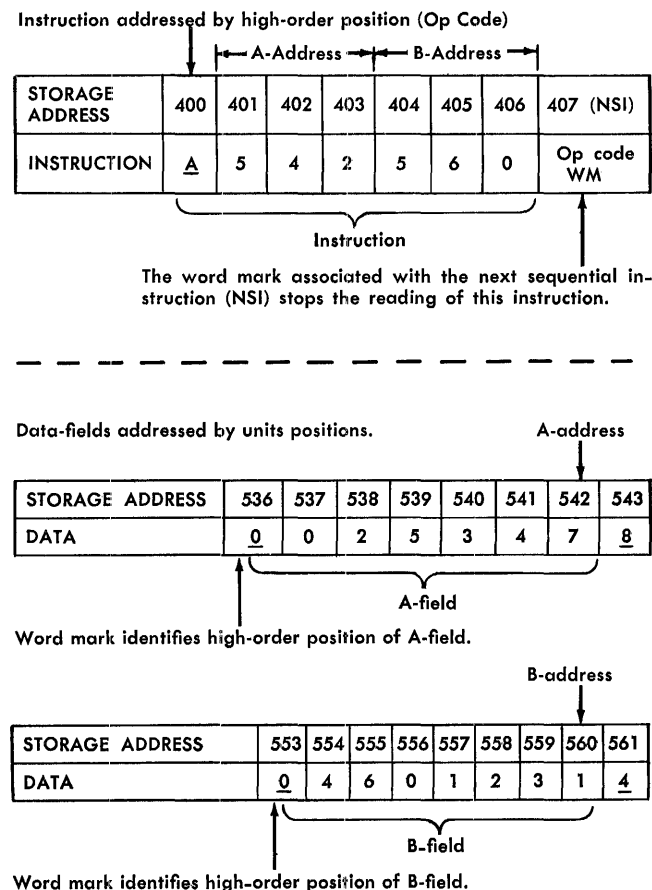 Instruction addressed by high-order position (Op Code)
A-Address B-Address
STORAGE ADDRESS 400 401 402 403 404 405 406 407 (NSI)
INSTRUCTION A 5 4 2 5 6 0 Op code WM
Instruction
The word mark associated with the next sequential in-
struction (NSI) stops the reading of this instruction.
Data-fields addressed by units positions. A-address
STORAGE ADDRESS 536 537 538 539 540 541 542 543
DATA 0 0 2 5 3 4 7 8
A-field
Word mark identifies high-order position of A-field.
B-address
STORAGE ADDRESS 553 554 555 556 557 558 559 560 561
DATA 0 4 6 0 1 2 3 1 4
B-field
Word mark identifies high-order position of B-field.